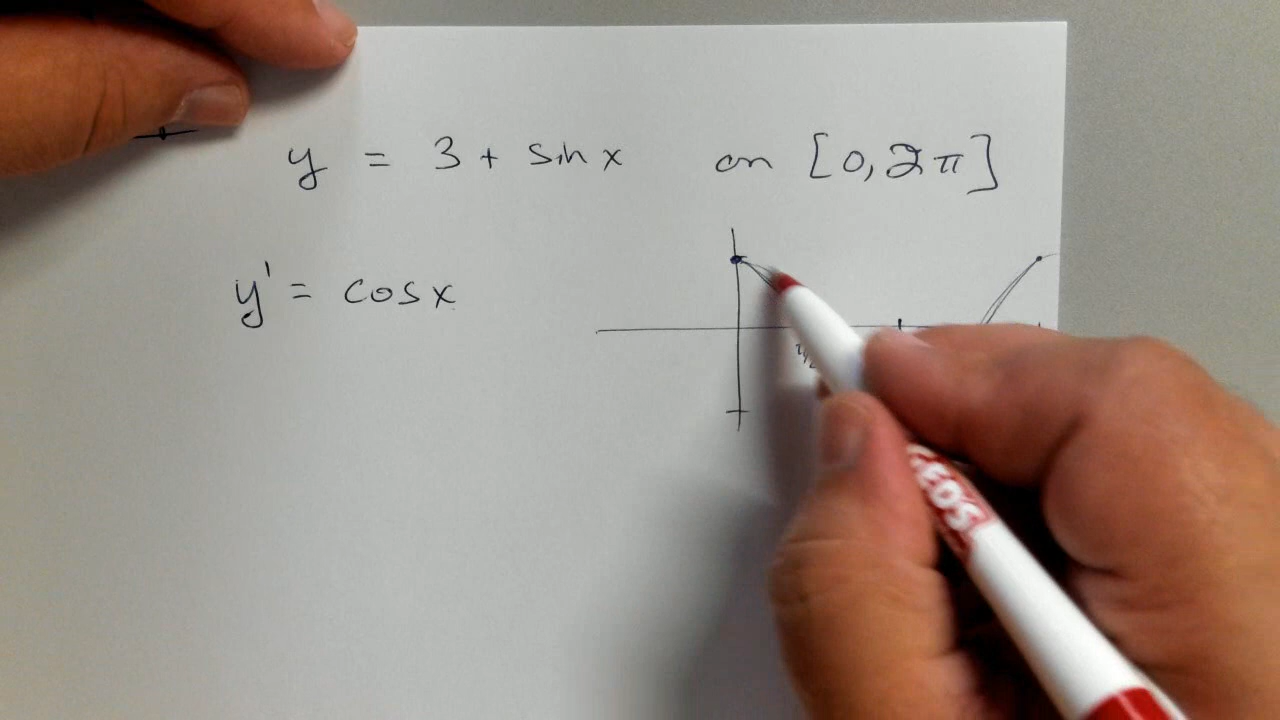 y = 3 + sin x on [0, 2π]
y' = cos x